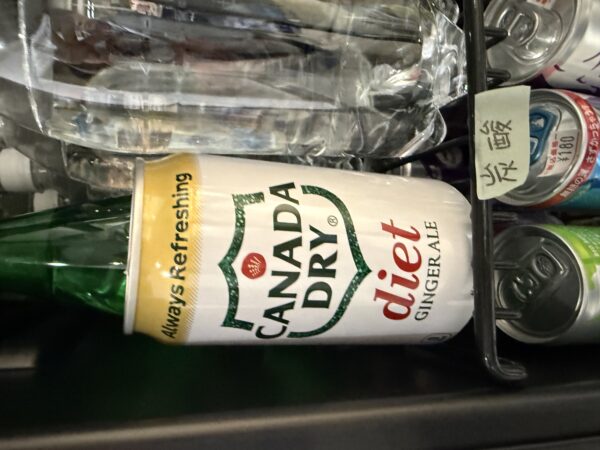 Always Refreshing
CANADA
DRY®
diet
GINGER ALE
炭酸
¥180